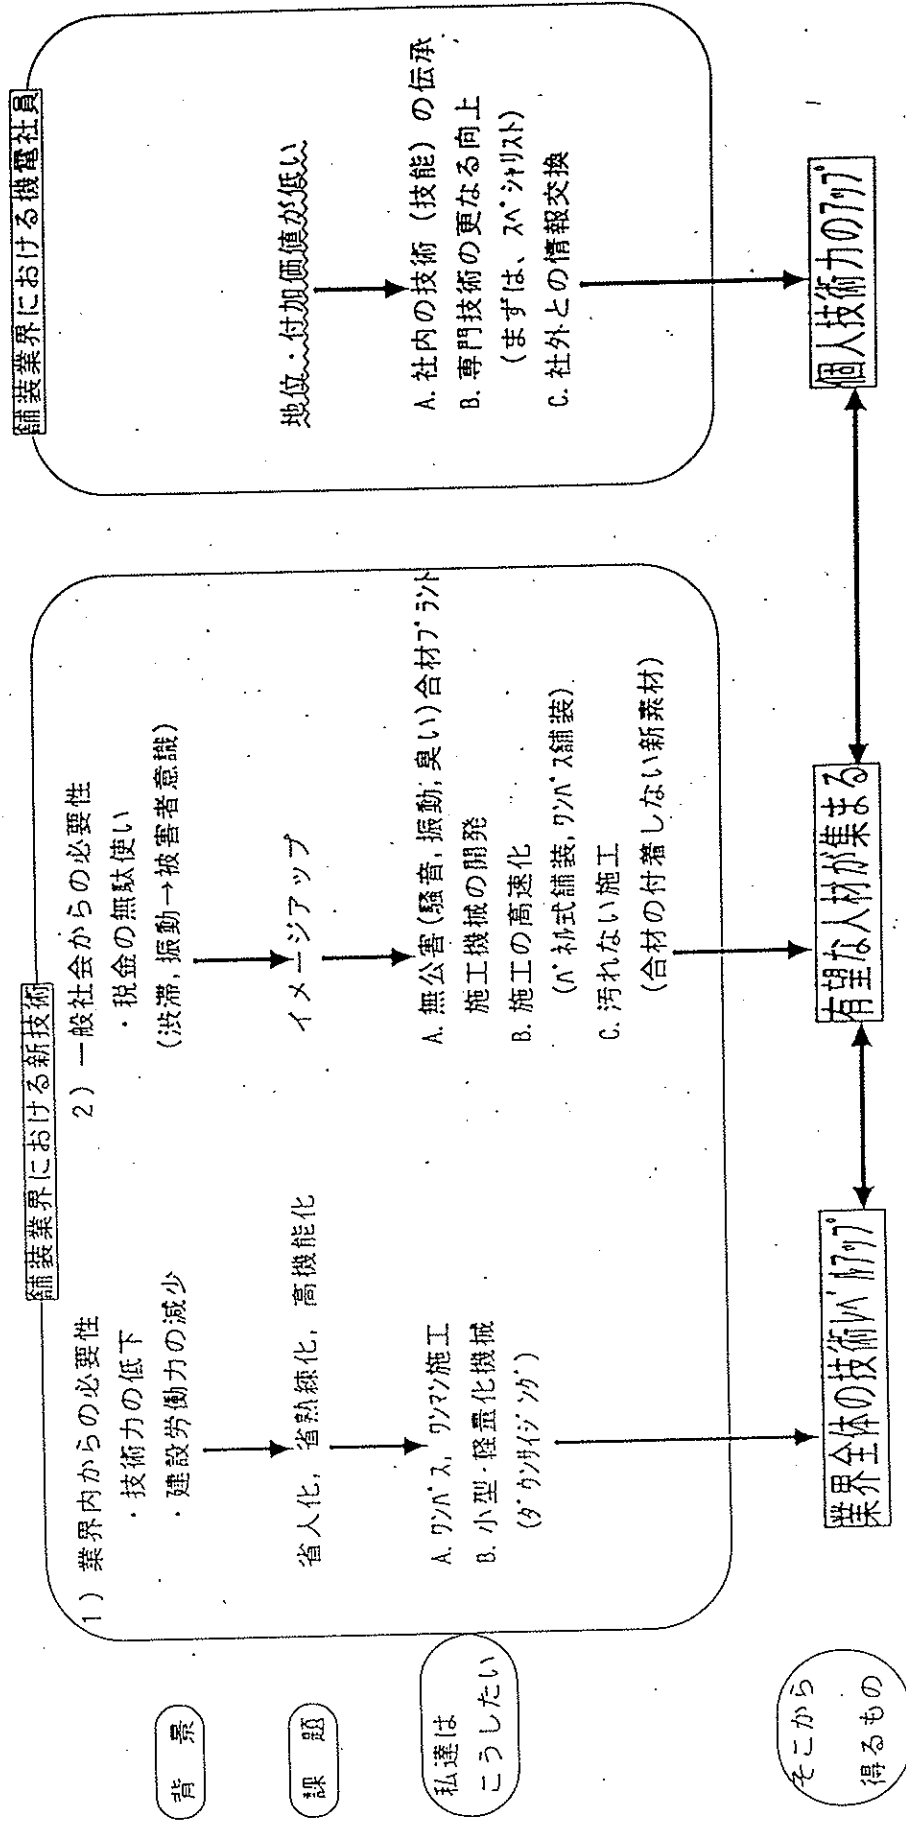 舗装業界における新技術
1) 業界内からの必要性
・技術力の低下
・建設労働力の減少
省人化, 省熟練化, 高機能化
A. ﾜﾝﾊﾟｽ, ﾜﾝﾏﾝ施工
B. 小型・軽量化機械
(ﾀﾞｳﾝｻｲｼﾞﾝｸﾞ)
2) 一般社会からの必要性
・税金の無駄使い
(渋滞, 振動→被害者意識)
イメージアップ
A. 無公害(騒音, 振動, 臭い)合材プラント
施工機械の開発
B. 施工の高速化
(ﾊﾟﾈﾙ式舗装, ﾜﾝﾊﾟｽ舗装)
C. 汚れない施工
(合材の付着しない新素材)
舗装業界における機電社員
地位・付加価値が低い
A. 社内の技術（技能）の伝承
B. 専門技術の更なる向上
(まずは、ｽﾍﾟｼｬﾘｽﾄ)
C. 社外との情報交換
背 景
課 題
私達は
こうしたい
そこから
得るもの
業界全体の技術ﾚﾍﾞﾙｱｯﾌﾟ
有望な人材が集まる
個人技術力のｱｯﾌﾟ